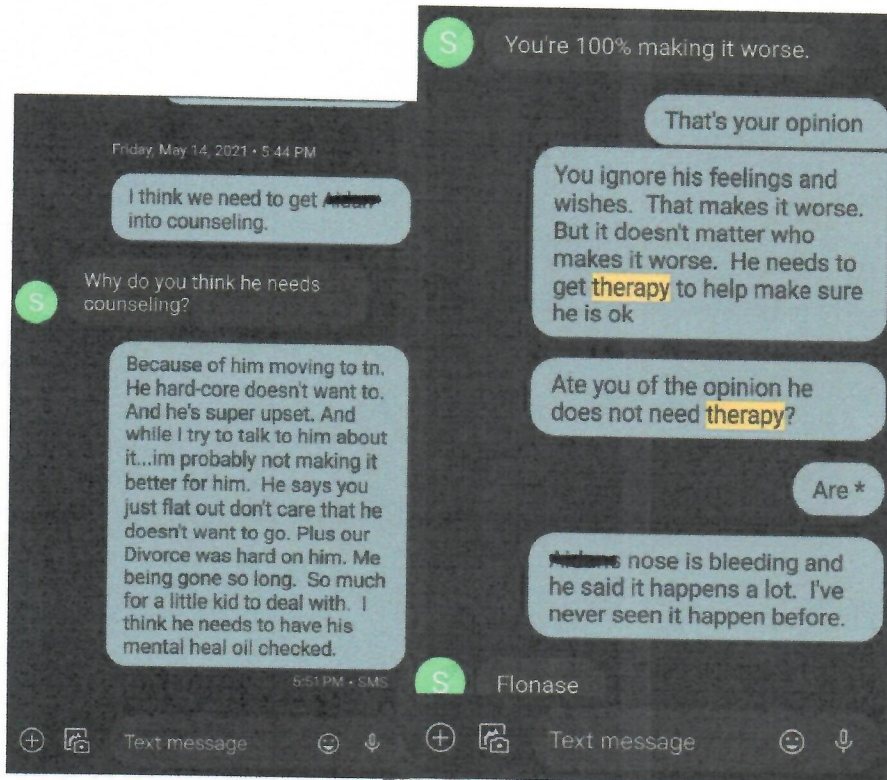 Friday, May 14, 2021 • 5:44 PM
I think we need to get
into counseling.
S
Why do you think he needs
counseling?
Because of him moving to tn.
He hard-core doesn't want to.
And he's super upset. And
while I try to talk to him about
it...im probably not making it
better for him. He says you
just flat out don't care that he
doesn't want to go. Plus our
Divorce was hard on him. Me
being gone so long. So much
for a little kid to deal with. I
think he needs to have his
mental heal oil checked.
5:51 PM • SMS
Text message
S
You're 100% making it worse.
That's your opinion
You ignore his feelings and
wishes. That makes it worse.
But it doesn't matter who
makes it worse. He needs to
get therapy to help make sure
he is ok
Ate you of the opinion he
does not need therapy?
Are *
nose is bleeding and
he said it happens a lot. I've
never seen it happen before.
S
Flonase
Text message